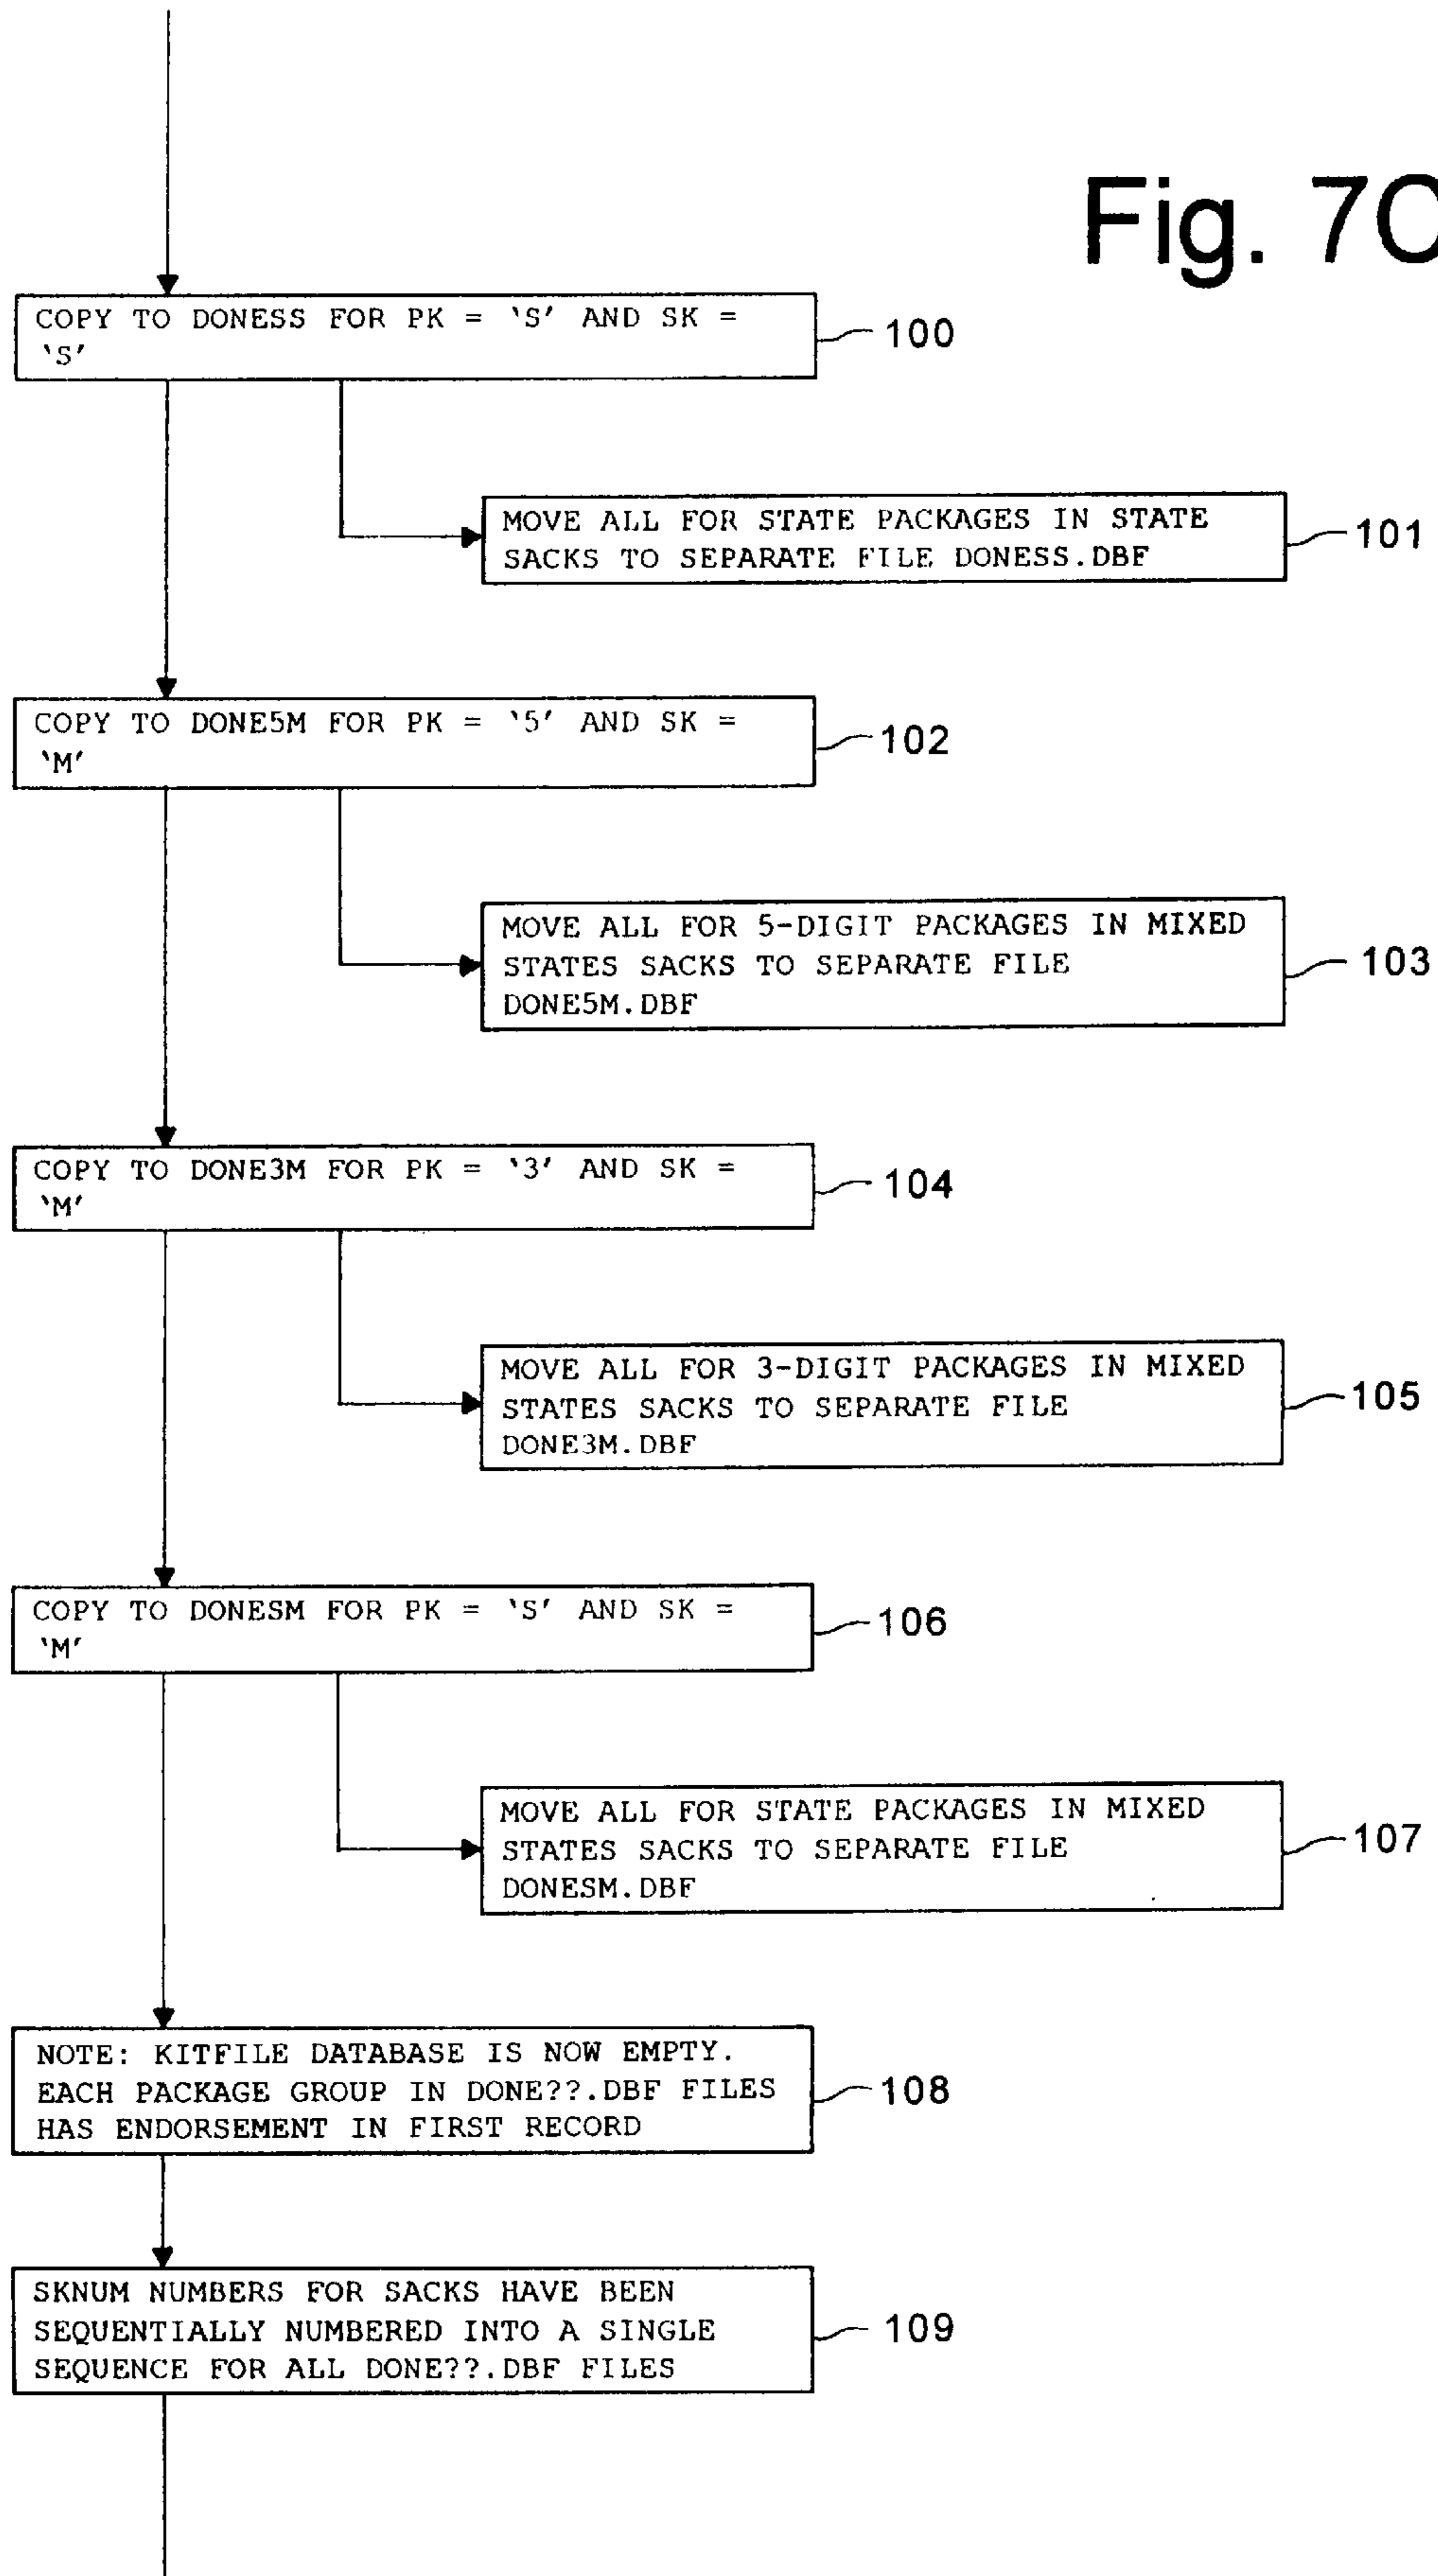 Fig. 7C
COPY TO DONESS FOR PK = 'S' AND SK =
'S'
100
MOVE ALL FOR STATE PACKAGES IN STATE
SACKS TO SEPARATE FILE DONESS.DBF
101
COPY TO DONE5M FOR PK = '5' AND SK =
'M'
102
MOVE ALL FOR 5-DIGIT PACKAGES IN MIXED
STATES SACKS TO SEPARATE FILE
DONE5M.DBF
103
COPY TO DONE3M FOR PK = '3' AND SK =
'M'
104
MOVE ALL FOR 3-DIGIT PACKAGES IN MIXED
STATES SACKS TO SEPARATE FILE
DONE3M.DBF
105
COPY TO DONESM FOR PK = 'S' AND SK =
'M'
106
MOVE ALL FOR STATE PACKAGES IN MIXED
STATES SACKS TO SEPARATE FILE
DONESM.DBF
107
NOTE: KITFILE DATABASE IS NOW EMPTY.
EACH PACKAGE GROUP IN DONE??.DBF FILES
HAS ENDORSEMENT IN FIRST RECORD
108
SKNUM NUMBERS FOR SACKS HAVE BEEN
SEQUENTIALLY NUMBERED INTO A SINGLE
SEQUENCE FOR ALL DONE??.DBF FILES
109